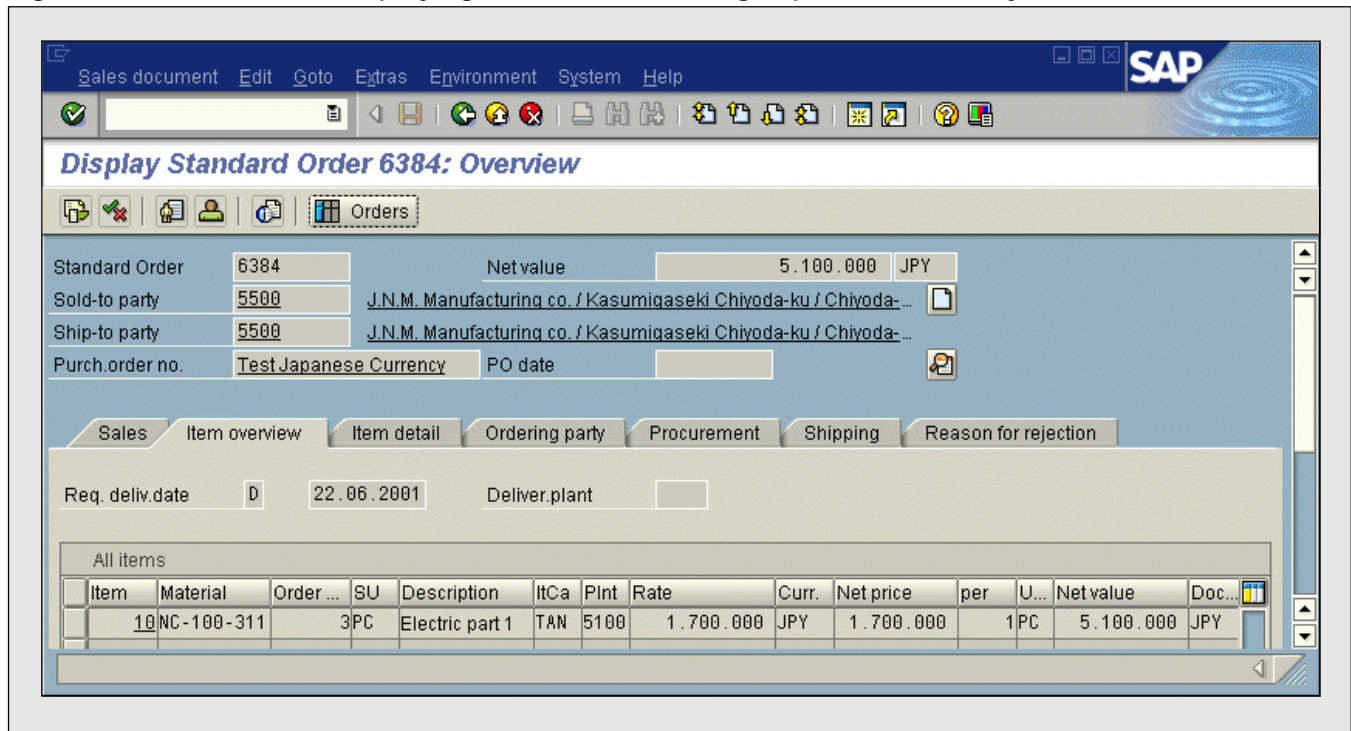 Sales document Edit Goto Extras Environment System Help
SAP
Display Standard Order 6384: Overview
Orders
Standard Order 6384 Net value 5.100.000 JPY
Sold-to party 5500 J.N.M. Manufacturing co. / Kasumigaseki Chiyoda-ku / Chiyoda-...
Ship-to party 5500 J.N.M. Manufacturing co. / Kasumigaseki Chiyoda-ku / Chiyoda-...
Purch.order no. Test Japanese Currency PO date
Sales Item overview Item detail Ordering party Procurement Shipping Reason for rejection
Req. deliv.date D 22.06.2001 Deliver.plant
All items
Item Material Order ... SU Description ItCa Plnt Rate Curr. Net price per U... Net value Doc...
10 NC-100-311 3 PC Electric part 1 TAN 5100 1.700.000 JPY 1.700.000 1 PC 5.100.000 JPY